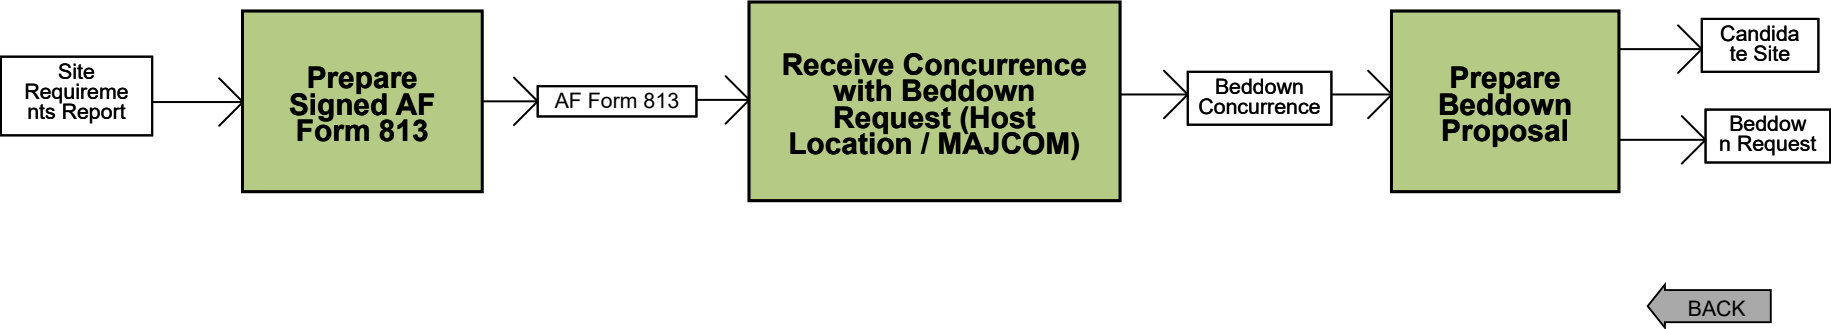 Site
Requireme
nts Report
Prepare
Signed AF
Form 813
AF Form 813
Receive Concurrence
with Beddown
Request (Host
Location / MAJCOM)
Beddown
Concurrence
Prepare
Beddown
Proposal
Candida
te Site
Beddow
n Request
BACK